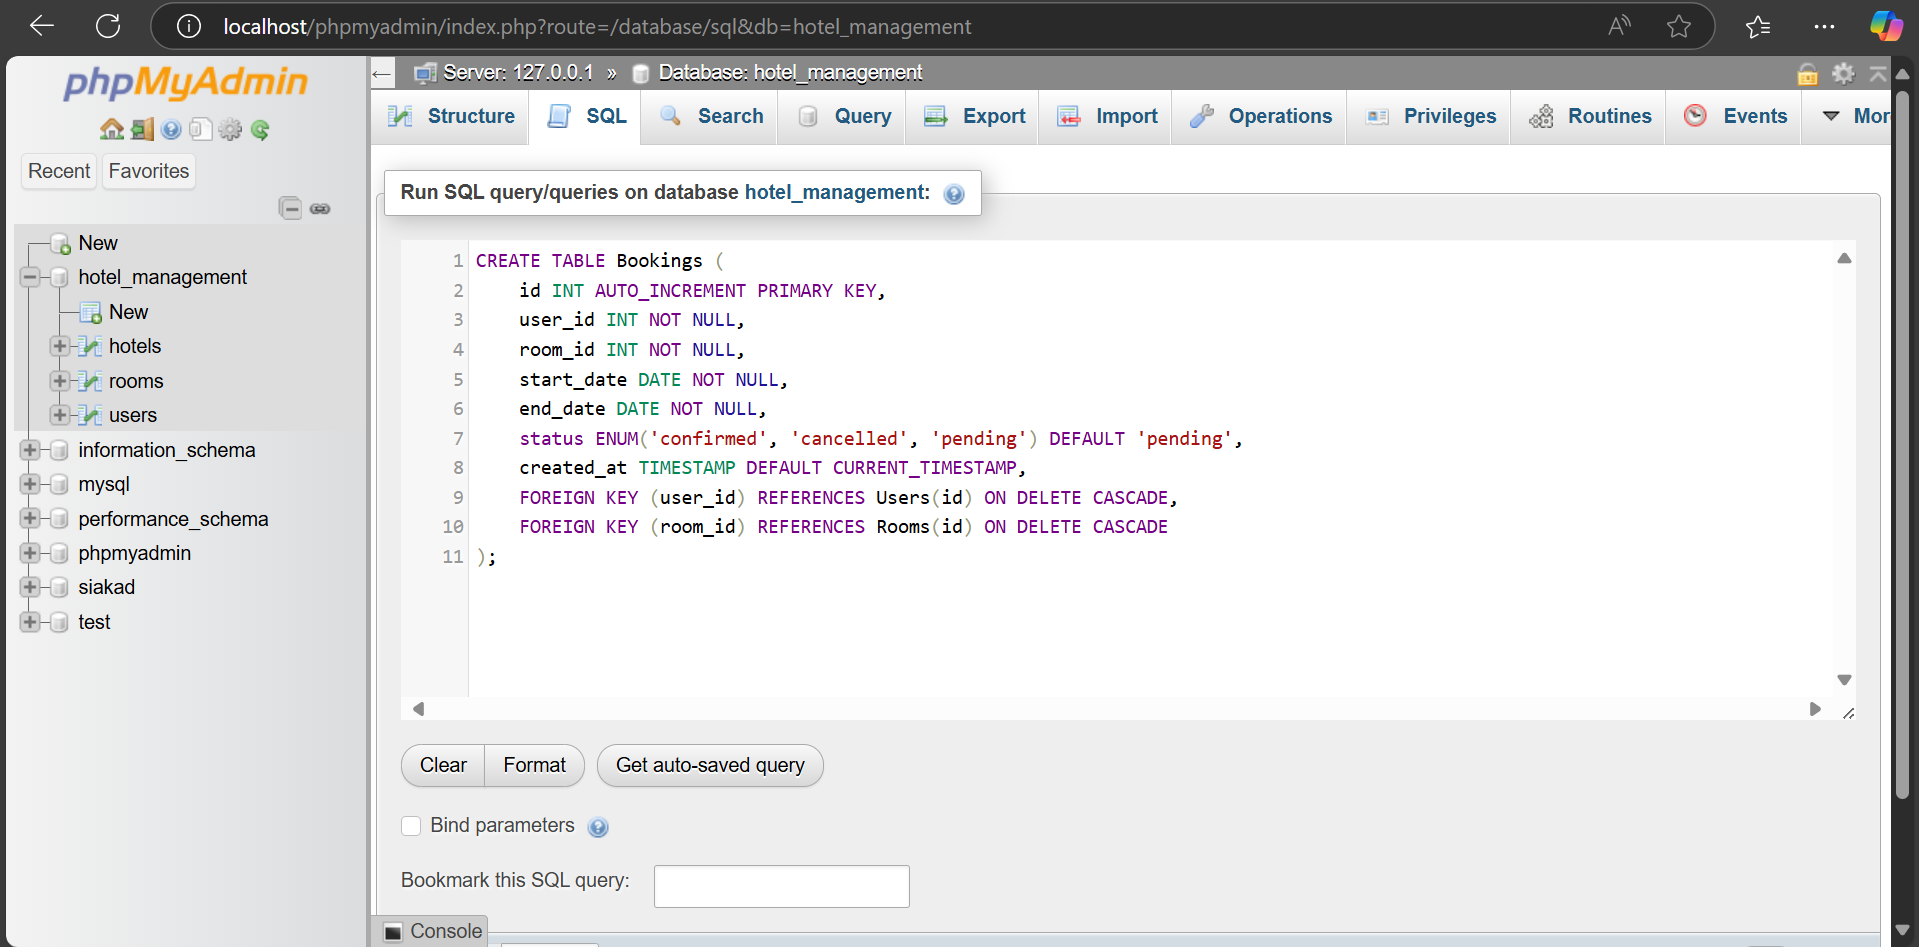 localhost/phpmyadmin/index.php?route=/database/sql&db=hotel_management
phpMyAdmin
Recent Favorites
New
hotel_management
New
hotels
rooms
users
information_schema
mysql
performance_schema
phpmyadmin
siakad
test
Server: 127.0.0.1 » Database: hotel_management
Structure SQL Search Query Export Import Operations Privileges Routines Events Mor
Run SQL query/queries on database hotel_management:
1 CREATE TABLE Bookings (
2 id INT AUTO_INCREMENT PRIMARY KEY,
3 user_id INT NOT NULL,
4 room_id INT NOT NULL,
5 start_date DATE NOT NULL,
6 end_date DATE NOT NULL,
7 status ENUM('confirmed', 'cancelled', 'pending') DEFAULT 'pending',
8 created_at TIMESTAMP DEFAULT CURRENT_TIMESTAMP,
9 FOREIGN KEY (user_id) REFERENCES Users(id) ON DELETE CASCADE,
10 FOREIGN KEY (room_id) REFERENCES Rooms(id) ON DELETE CASCADE
11 );
Clear Format Get auto-saved query
Bind parameters
Bookmark this SQL query:
Console